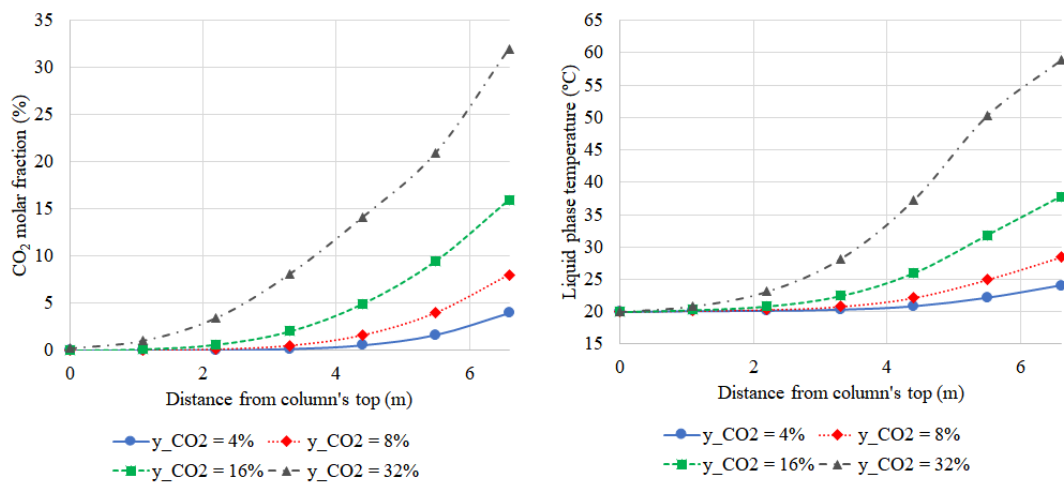 35
30
25
20
15
10
5
0
CO₂ molar fraction (%)
0
2
4
6
Distance from column's top (m)
y_CO2 = 4%
y_CO2 = 8%
y_CO2 = 16%
y_CO2 = 32%
65
60
55
50
45
40
35
30
25
20
15
Liquid phase temperature (ºC)
0
2
4
6
Distance from column's top (m)
y_CO2 = 4%
y_CO2 = 8%
y_CO2 = 16%
y_CO2 = 32%